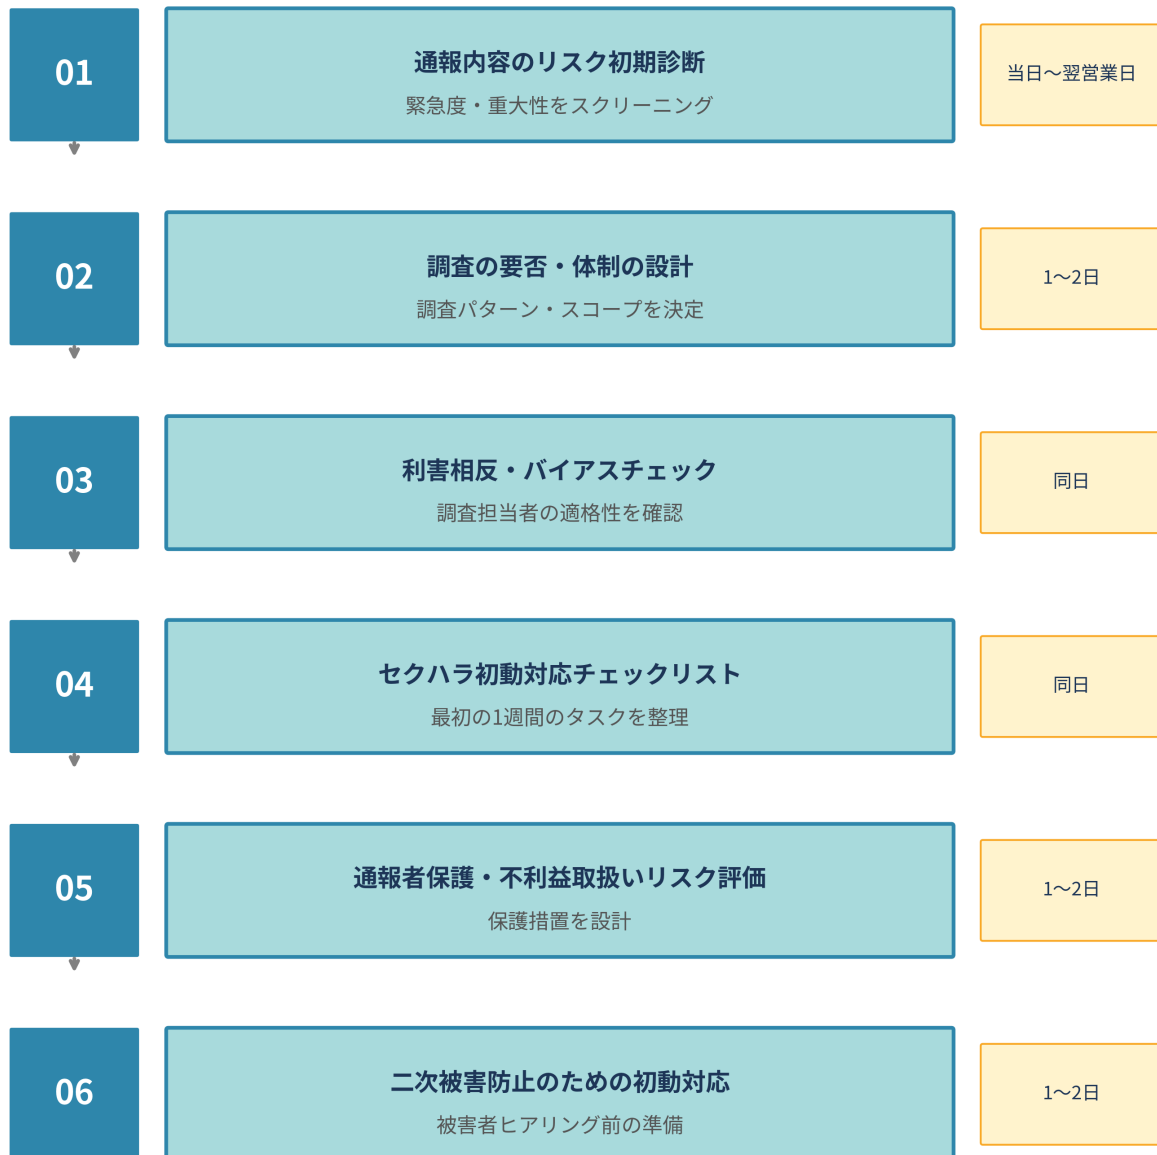 01
通報内容のリスク初期診断
緊急度・重大性をスクリーニング
当日〜翌営業日
02
調査の要否・体制の設計
調査パターン・スコープを決定
1〜2日
03
利害相反・バイアスチェック
調査担当者の適格性を確認
同日
04
セクハラ初動対応チェックリスト
最初の1週間のタスクを整理
同日
05
通報者保護・不利益取扱いリスク評価
保護措置を設計
1〜2日
06
二次被害防止のための初動対応
被害者ヒアリング前の準備
1〜2日